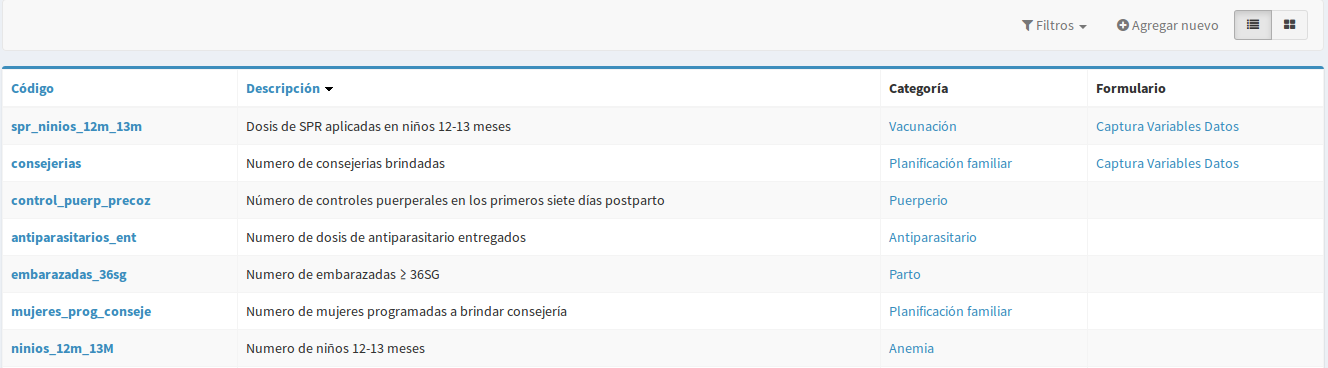 Filtros Agregar nuevo
Código Descripción Categoría Formulario
spr_ninios_12m_13m Dosis de SPR aplicadas en niños 12-13 meses Vacunación Captura Variables Datos
consejerias Numero de consejerias brindadas Planificación familiar Captura Variables Datos
control_puerp_precoz Número de controles puerperales en los primeros siete días postparto Puerperio
antiparasitarios_ent Numero de dosis de antiparasitario entregados Antiparasitario
embarazadas_36sg Numero de embarazadas ≥ 36SG Parto
mujeres_prog_conseje Numero de mujeres programadas a brindar consejería Planificación familiar
ninios_12m_13M Numero de niños 12-13 meses Anemia